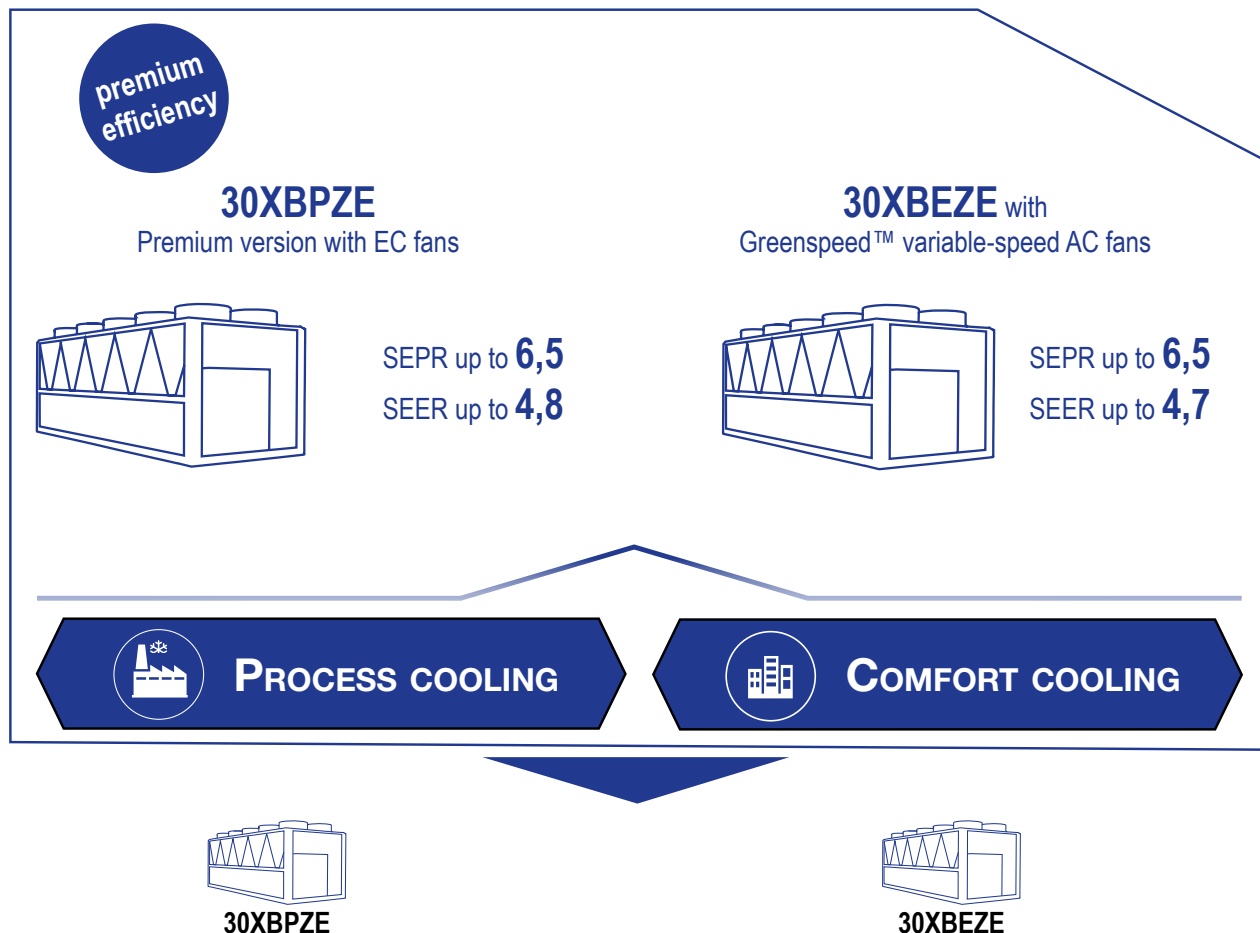 premium
efficiency
30XBPZE
Premium version with EC fans
30XBEZE with
Greenspeed™ variable-speed AC fans
SEPR up to 6,5
SEER up to 4,8
SEPR up to 6,5
SEER up to 4,7
PROCESS COOLING
COMFORT COOLING
30XBPZE
30XBEZE